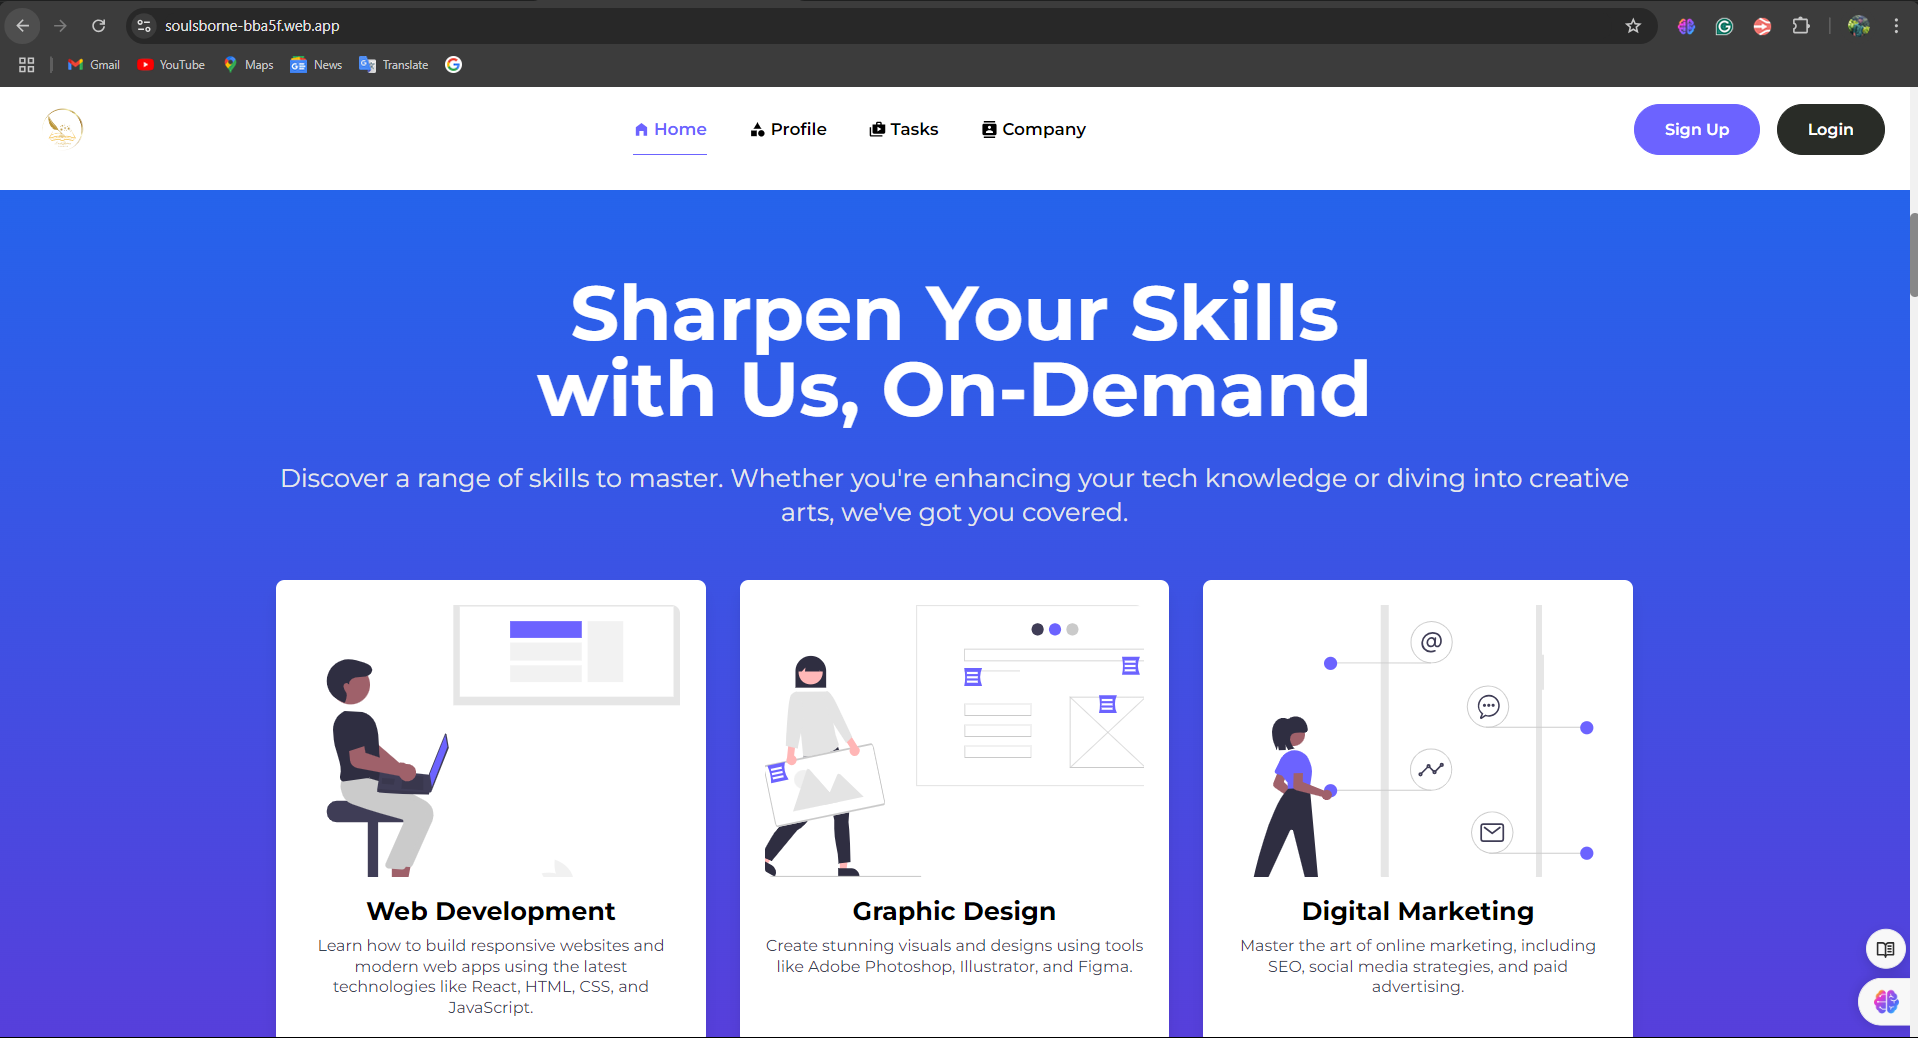 soulsborne-bba5f.web.app
Gmail YouTube Maps News Translate
Home Profile Tasks Company Sign Up Login
Sharpen Your Skills
with Us, On-Demand
Discover a range of skills to master. Whether you're enhancing your tech knowledge or diving into creative
arts, we've got you covered.
Web Development
Learn how to build responsive websites and
modern web apps using the latest
technologies like React, HTML, CSS, and
JavaScript.
Graphic Design
Create stunning visuals and designs using tools
like Adobe Photoshop, Illustrator, and Figma.
Digital Marketing
Master the art of online marketing, including
SEO, social media strategies, and paid
advertising.